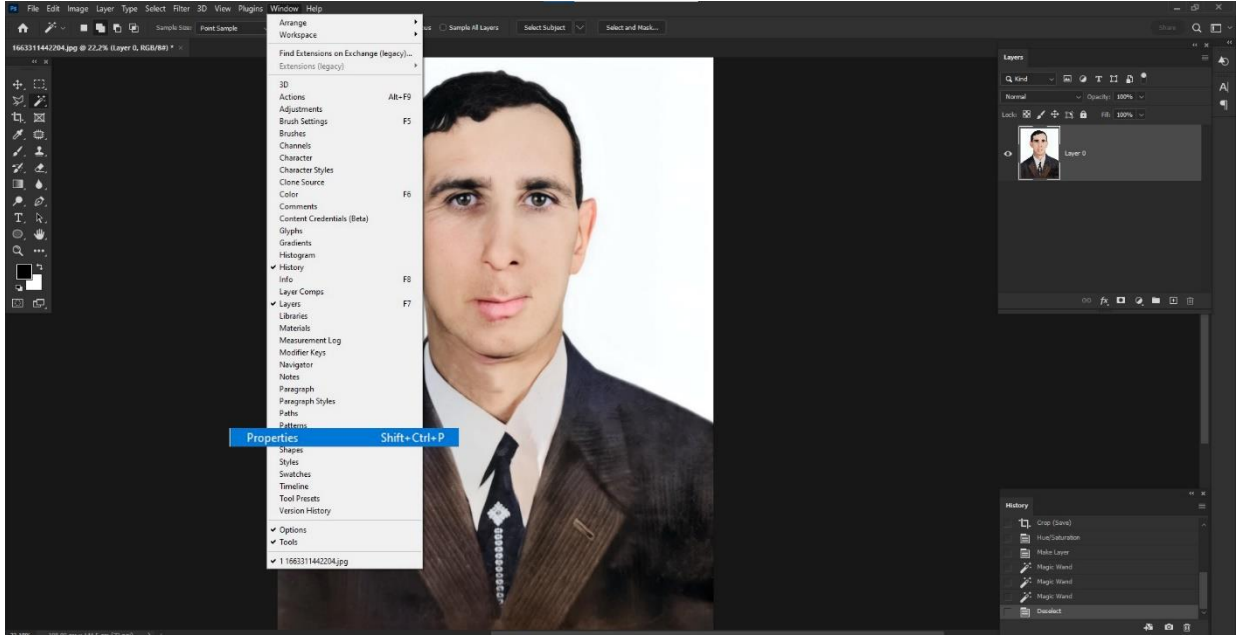 Ps File Edit Image Layer Type Select Filter 3D View Plugins Window Help
Sample Size: Point Sample
Sample All Layers Select Subject Select and Mask... Share
1663311442204.jpg @ 22,2% (Layer 0, RGB/8#) *
Arrange
Workspace
Find Extensions on Exchange (legacy)...
Extensions (legacy)
3D
Actions Alt+F9
Adjustments
Brush Settings F5
Brushes
Channels
Character
Character Styles
Clone Source
Color F6
Comments
Content Credentials (Beta)
Glyphs
Gradients
Histogram
History
Info F8
Layer Comps
Layers F7
Libraries
Materials
Measurement Log
Modifier Keys
Navigator
Notes
Paragraph
Paragraph Styles
Paths
Patterns
Properties Shift+Ctrl+P
Shapes
Styles
Swatches
Timeline
Tool Presets
Version History
Options
Tools
1 1663311442204.jpg
Layers
Kind
Normal Opacity: 100%
Lock: Fill: 100%
Layer 0
History
Crop (Save)
Hue/Saturation
Make Layer
Magic Wand
Magic Wand
Magic Wand
Deselect